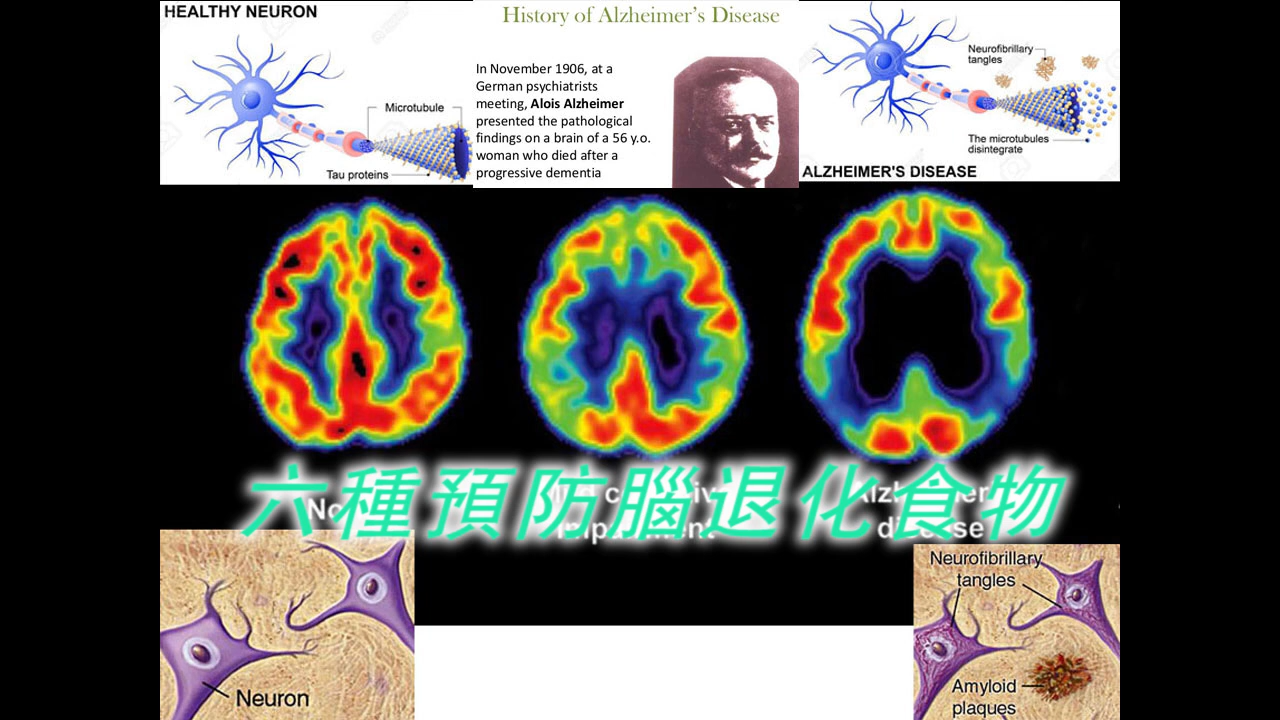 HEALTHY NEURON
Microtubule
Tau proteins
History of Alzheimer's Disease
In November 1906, at a
German psychiatrists
meeting, Alois Alzheimer
presented the pathological
findings on a brain of a 56 y.o.
woman who died after a
progressive dementia
Neurofibrillary
tangles
The microtubules
disintegrate
ALZHEIMER'S DISEASE
六種預防腦退化食物
Alzheimer
disease
Neuron
Neurofibrillary
tangles
Amyloid
plaques